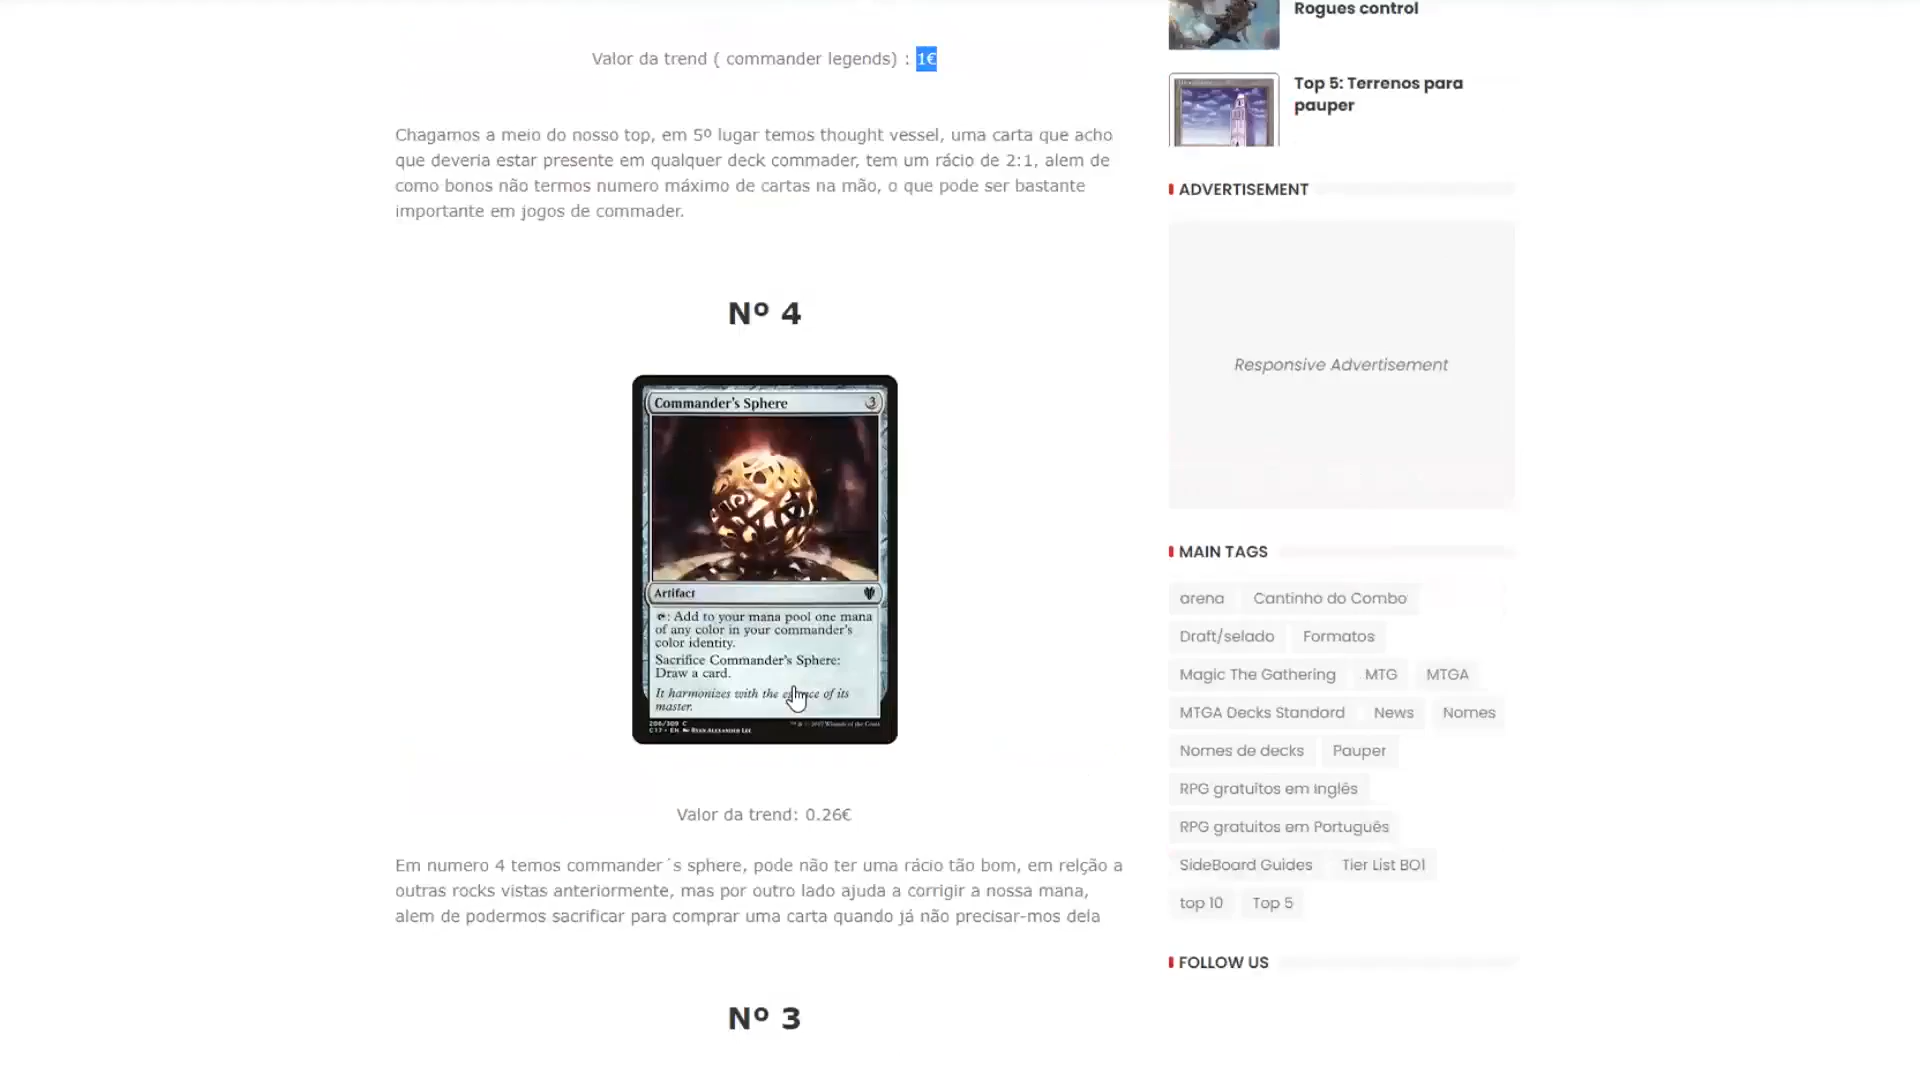 Valor da trend ( commander legends) : 1€
Chagamos a meio do nosso top, em 5º lugar temos thought vessel, uma carta que acho
que deveria estar presente em qualquer deck commader, tem um rácio de 2:1, alem de
como bonos não termos numero máximo de cartas na mão, o que pode ser bastante
importante em jogos de commader.
Nº 4
Commander's Sphere 3
Artifact
: Add to your mana pool one mana
of any color in your commander's
color identity.
Sacrifice Commander's Sphere:
Draw a card.
It harmonizes with the of its
master.
C17 • EN Ryan Alexander Lee
Valor da trend: 0.26€
Em numero 4 temos commander´s sphere, pode não ter uma rácio tão bom, em relção a
outras rocks vistas anteriormente, mas por outro lado ajuda a corrigir a nossa mana,
alem de podermos sacrificar para comprar uma carta quando já não precisar-mos dela
Nº 3
Rogues control
Top 5: Terrenos para
pauper
ADVERTISEMENT
Responsive Advertisement
MAIN TAGS
arena Cantinho do Combo
Draft/selado Formatos
Magic The Gathering MTG MTGA
MTGA Decks Standard News Nomes
Nomes de decks Pauper
RPG gratuitos em Inglês
RPG gratuitos em Português
SideBoard Guides Tier List BO1
top 10 Top 5
FOLLOW US